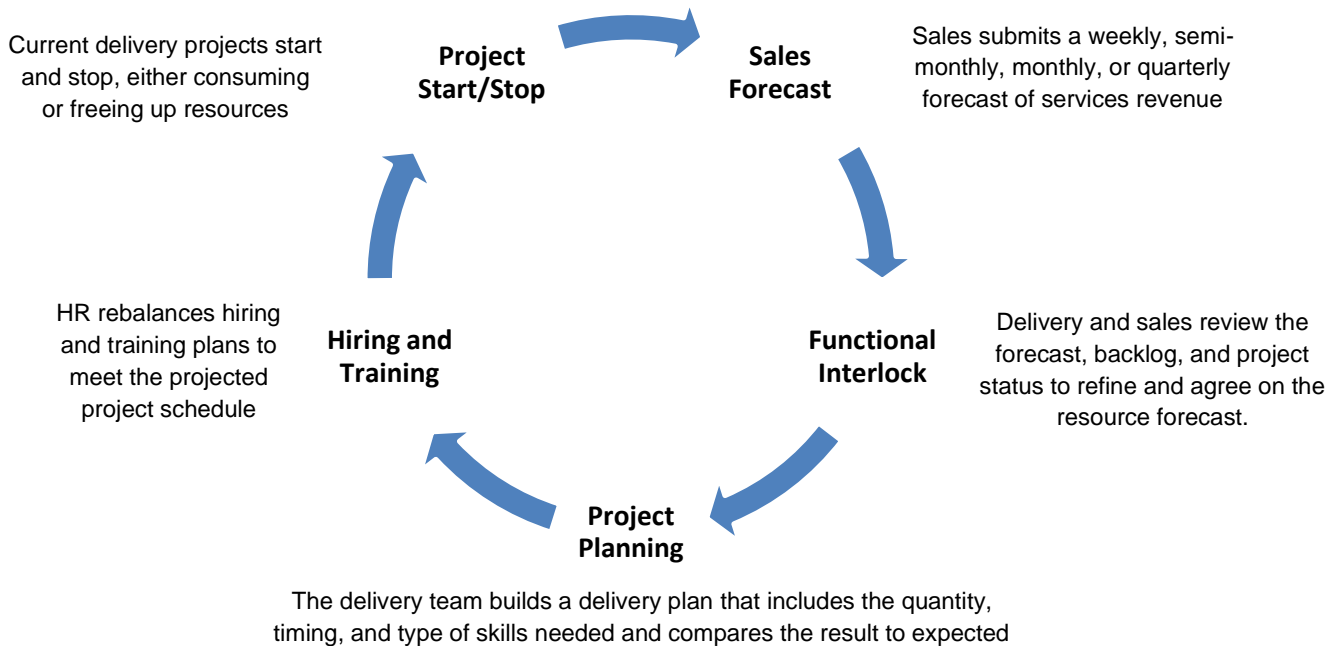 Current delivery projects start
and stop, either consuming
or freeing up resources
Project
Start/Stop
Sales
Forecast
Sales submits a weekly, semi-
monthly, monthly, or quarterly
forecast of services revenue
HR rebalances hiring
and training plans to
meet the projected
project schedule
Hiring and
Training
Functional
Interlock
Delivery and sales review the
forecast, backlog, and project
status to refine and agree on the
resource forecast.
Project
Planning
The delivery team builds a delivery plan that includes the quantity,
timing, and type of skills needed and compares the result to expected